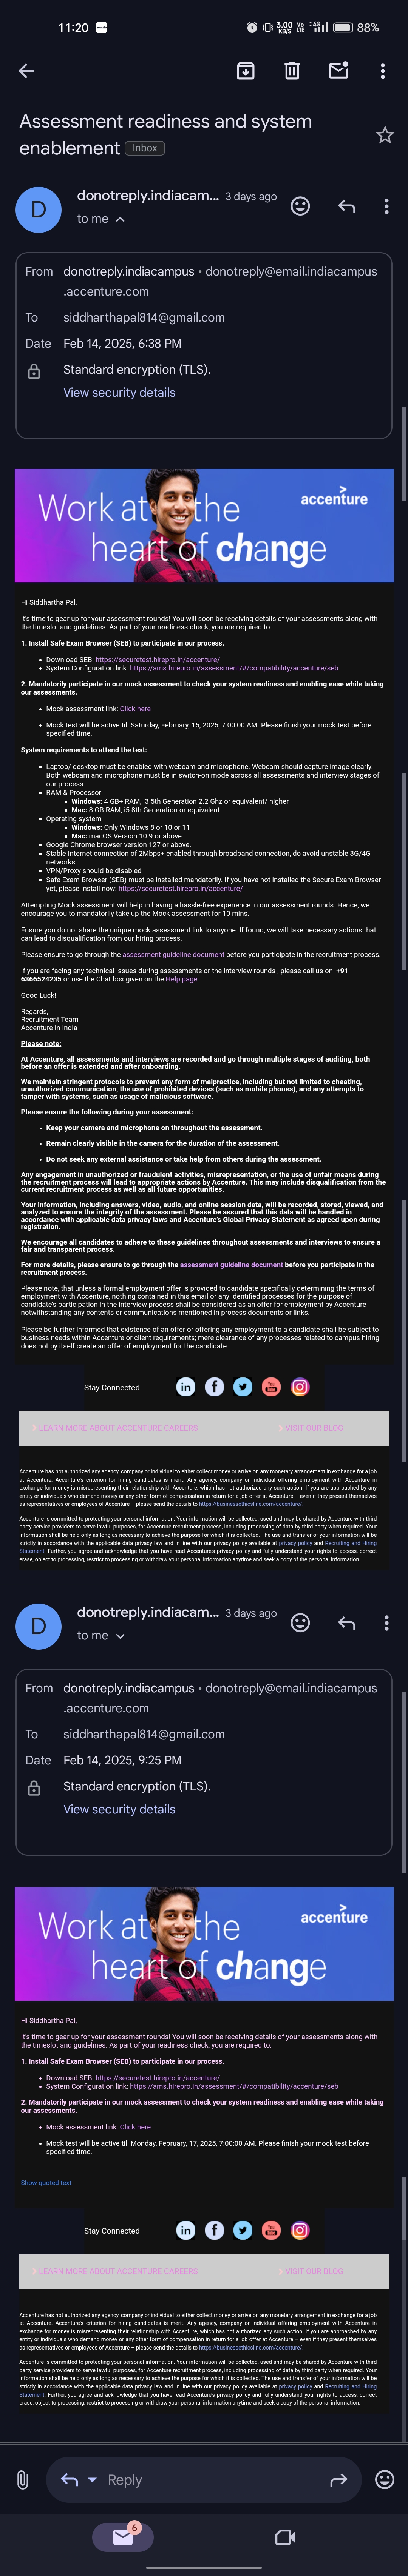 11:20
3.00
KB/S
4G
88%
Assessment readiness and system
enablement Inbox
D
donotreply.indiacam... 3 days ago
to me
From donotreply.indiacampus • donotreply@email.indiacampus
.accenture.com
To siddharthapal814@gmail.com
Date Feb 14, 2025, 6:38 PM
Standard encryption (TLS).
View security details
Work at the
heart of change
accenture
Hi Siddhartha Pal,
It's time to gear up for your assessment rounds! You will soon be receiving details of your assessments along with
the timeslot and guidelines. As part of your readiness check, you are required to:
1. Install Safe Exam Browser (SEB) to participate in our process.
• Download SEB: https://securetest.hirepro.in/accenture/
• System Configuration link: https://ams.hirepro.in/assessment/#/compatibility/accenture/seb
2. Mandatorily participate in our mock assessment to check your system readiness and enabling ease while taking
our assessments.
• Mock assessment link: Click here
• Mock test will be active till Saturday, February, 15, 2025, 7:00:00 AM. Please finish your mock test before
specified time.
System requirements to attend the test:
• Laptop/ desktop must be enabled with webcam and microphone. Webcam should capture image clearly.
Both webcam and microphone must be in switch-on mode across all assessments and interview stages of
our process
• RAM & Processor
Windows: 4 GB+ RAM, i3 5th Generation 2.2 Ghz or equivalent/ higher
Mac: 8 GB RAM, i5 8th Generation or equivalent
• Operating system
Windows: Only Windows 8 or 10 or 11
Mac: macOS Version 10.9 or above
• Google Chrome browser version 127 or above.
• Stable Internet connection of 2Mbps+ enabled through broadband connection, do avoid unstable 3G/4G
networks
• VPN/Proxy should be disabled
• Safe Exam Browser (SEB) must be installed mandatorily. If you have not installed the Secure Exam Browser
yet, please install now: https://securetest.hirepro.in/accenture/
Attempting Mock assessment will help in having a hassle-free experience in our assessment rounds. Hence, we
encourage you to mandatorily take up the Mock assessment for 10 mins.
Ensure you do not share the unique mock assessment link to anyone. If found, we will take necessary actions that
can lead to disqualification from our hiring process.
Please ensure to go through the assessment guideline document before you participate in the recruitment process.
If you are facing any technical issues during assessments or the interview rounds , please call us on +91
6366524235 or use the Chat box given on the Help page.
Good Luck!
Regards,
Recruitment Team
Accenture in India
Please note:
At Accenture, all assessments and interviews are recorded and go through multiple stages of auditing, both
before an offer is extended and after onboarding.
We maintain stringent protocols to prevent any form of malpractice, including but not limited to cheating,
unauthorized communication, the use of prohibited devices (such as mobile phones), and any attempts to
tamper with systems, such as usage of malicious software.
Please ensure the following during your assessment:
• Keep your camera and microphone on throughout the assessment.
• Remain clearly visible in the camera for the duration of the assessment.
• Do not seek any external assistance or take help from others during the assessment.
Any engagement in unauthorized or fraudulent activities, misrepresentation, or the use of unfair means during
the recruitment process will lead to appropriate actions by Accenture. This may include disqualification from the
current recruitment process as well as all future opportunities.
Your information, including answers, video, audio, and online session data, will be recorded, stored, viewed, and
analyzed to ensure the integrity of the assessment. Please be assured that this data will be handled in
accordance with applicable data privacy laws and Accenture's Global Privacy Statement as agreed upon during
registration.
We encourage all candidates to adhere to these guidelines throughout assessments and interviews to ensure a
fair and transparent process.
For more details, please ensure to go through the assessment guideline document before you participate in the
recruitment process.
Please note, that unless a formal employment offer is provided to candidate specifically determining the terms of
employment with Accenture, nothing contained in this email or any identified processes for the purpose of
candidate's participation in the interview process shall be considered as an offer for employment by Accenture
notwithstanding any contents or communications mentioned in process documents or links.
Please be further informed that existence of an offer or offering any employment to a candidate shall be subject to
business needs within Accenture or client requirements; mere clearance of any processes related to campus hiring
does not by itself create an offer of employment for the candidate.
Stay Connected
LEARN MORE ABOUT ACCENTURE CAREERS VISIT OUR BLOG
Accenture has not authorized any agency, company or individual to either collect money or arrive on any monetary arrangement in exchange for a job
at Accenture. Accenture's criterion for hiring candidates is merit. Any agency, company or individual offering employment with Accenture in
exchange for money is misrepresenting their relationship with Accenture, which has not authorized any such action. If you are approached by any
entity or individuals who demand money or any other form of compensation in return for a job offer at Accenture – even if they present themselves
as representatives or employees of Accenture – please send the details to https://businessethicsline.com/accenture/.
Accenture is committed to protecting your personal information. Your information will be collected, used and may be shared by Accenture with third
party service providers to serve lawful purposes, for Accenture recruitment process, including processing of data by third party when required. Your
information shall be held only as long as necessary to achieve the purpose for which it is collected. The use and transfer of your information will be
strictly in accordance with the applicable data privacy law and in line with our privacy policy available at privacy policy and Recruiting and Hiring
Statement. Further, you agree and acknowledge that you have read Accenture's privacy policy and fully understand your rights to access, correct
erase, object to processing, restrict to processing or withdraw your personal information anytime and seek a copy of the personal information.
D
donotreply.indiacam... 3 days ago
to me
From donotreply.indiacampus • donotreply@email.indiacampus
.accenture.com
To siddharthapal814@gmail.com
Date Feb 14, 2025, 9:25 PM
Standard encryption (TLS).
View security details
Work at the
heart of change
accenture
Hi Siddhartha Pal,
It's time to gear up for your assessment rounds! You will soon be receiving details of your assessments along with
the timeslot and guidelines. As part of your readiness check, you are required to:
1. Install Safe Exam Browser (SEB) to participate in our process.
• Download SEB: https://securetest.hirepro.in/accenture/
• System Configuration link: https://ams.hirepro.in/assessment/#/compatibility/accenture/seb
2. Mandatorily participate in our mock assessment to check your system readiness and enabling ease while taking
our assessments.
• Mock assessment link: Click here
• Mock test will be active till Monday, February, 17, 2025, 7:00:00 AM. Please finish your mock test before
specified time.
Show quoted text
Stay Connected
LEARN MORE ABOUT ACCENTURE CAREERS VISIT OUR BLOG
Accenture has not authorized any agency, company or individual to either collect money or arrive on any monetary arrangement in exchange for a job
at Accenture. Accenture's criterion for hiring candidates is merit. Any agency, company or individual offering employment with Accenture in
exchange for money is misrepresenting their relationship with Accenture, which has not authorized any such action. If you are approached by any
entity or individuals who demand money or any other form of compensation in return for a job offer at Accenture – even if they present themselves
as representatives or employees of Accenture – please send the details to https://businessethicsline.com/accenture/.
Accenture is committed to protecting your personal information. Your information will be collected, used and may be shared by Accenture with third
party service providers to serve lawful purposes, for Accenture recruitment process, including processing of data by third party when required. Your
information shall be held only as long as necessary to achieve the purpose for which it is collected. The use and transfer of your information will be
strictly in accordance with the applicable data privacy law and in line with our privacy policy available at privacy policy and Recruiting and Hiring
Statement. Further, you agree and acknowledge that you have read Accenture's privacy policy and fully understand your rights to access, correct
erase, object to processing, restrict to processing or withdraw your personal information anytime and seek a copy of the personal information.
Reply
6